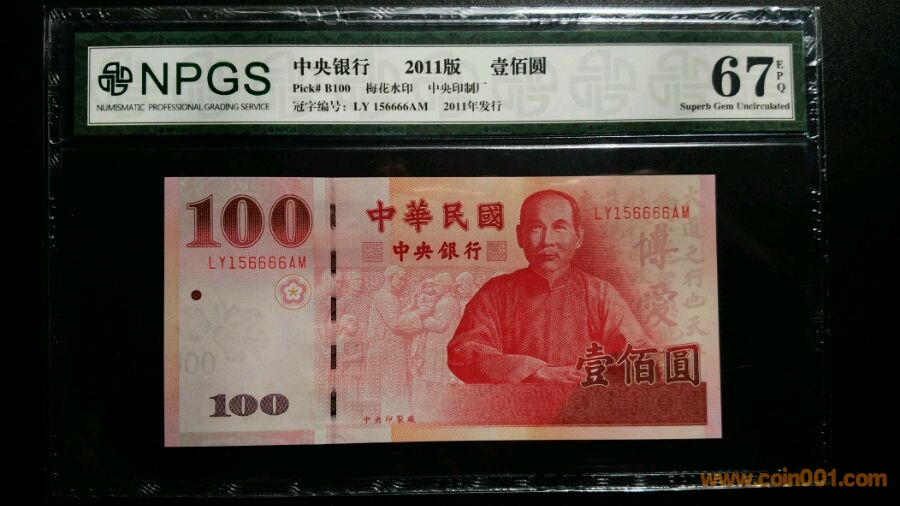 NPGS
NUMISMATIC PROFESSIONAL GRADING SERVICE
中央银行 2011版 壹佰圆
Pick# B100 梅花水印 中央印制厂
冠字编号: LY 156666AM 2011年发行
67 EPQ
Superb Gem Uncirculated
100
LY156666AM
中華民國
中央銀行
LY156666AM
博愛
大道之行也天
壹佰圓
00
100
中央印製廠
www.coin001.com